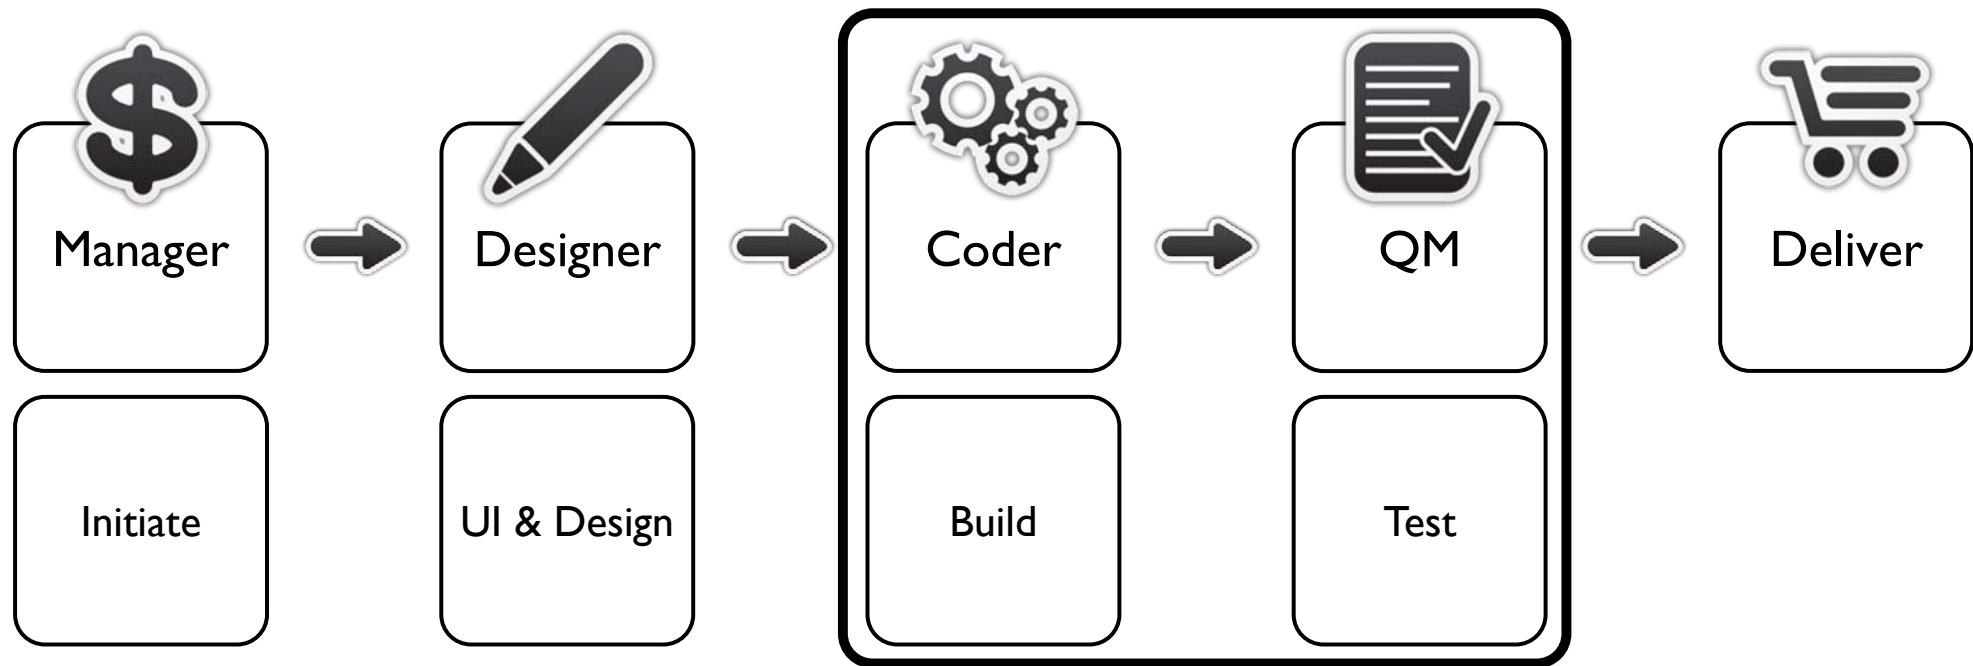 Manager
Designer
Coder
QM
Deliver
Initiate
UI & Design
Build
Test